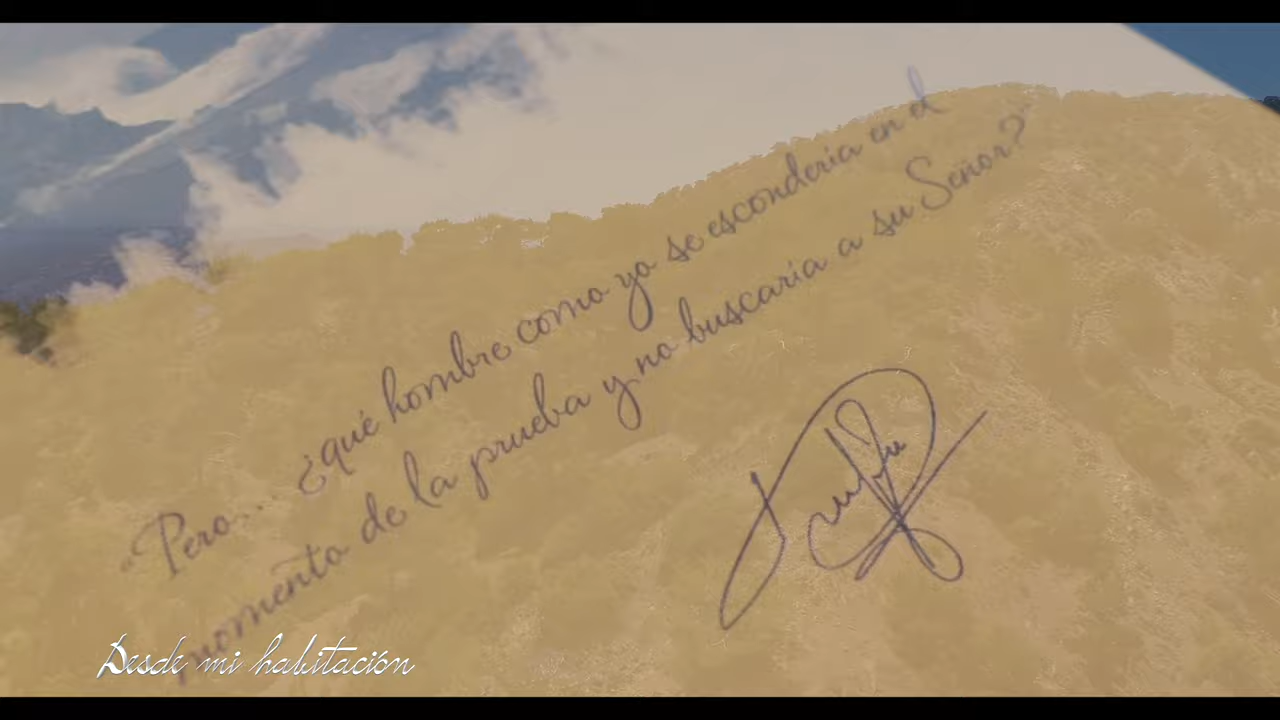 "Pero... ¿qué hombre como yo se escondería en el
momento de la prueba y no buscaría a su Señor?"
Desde mi habitación